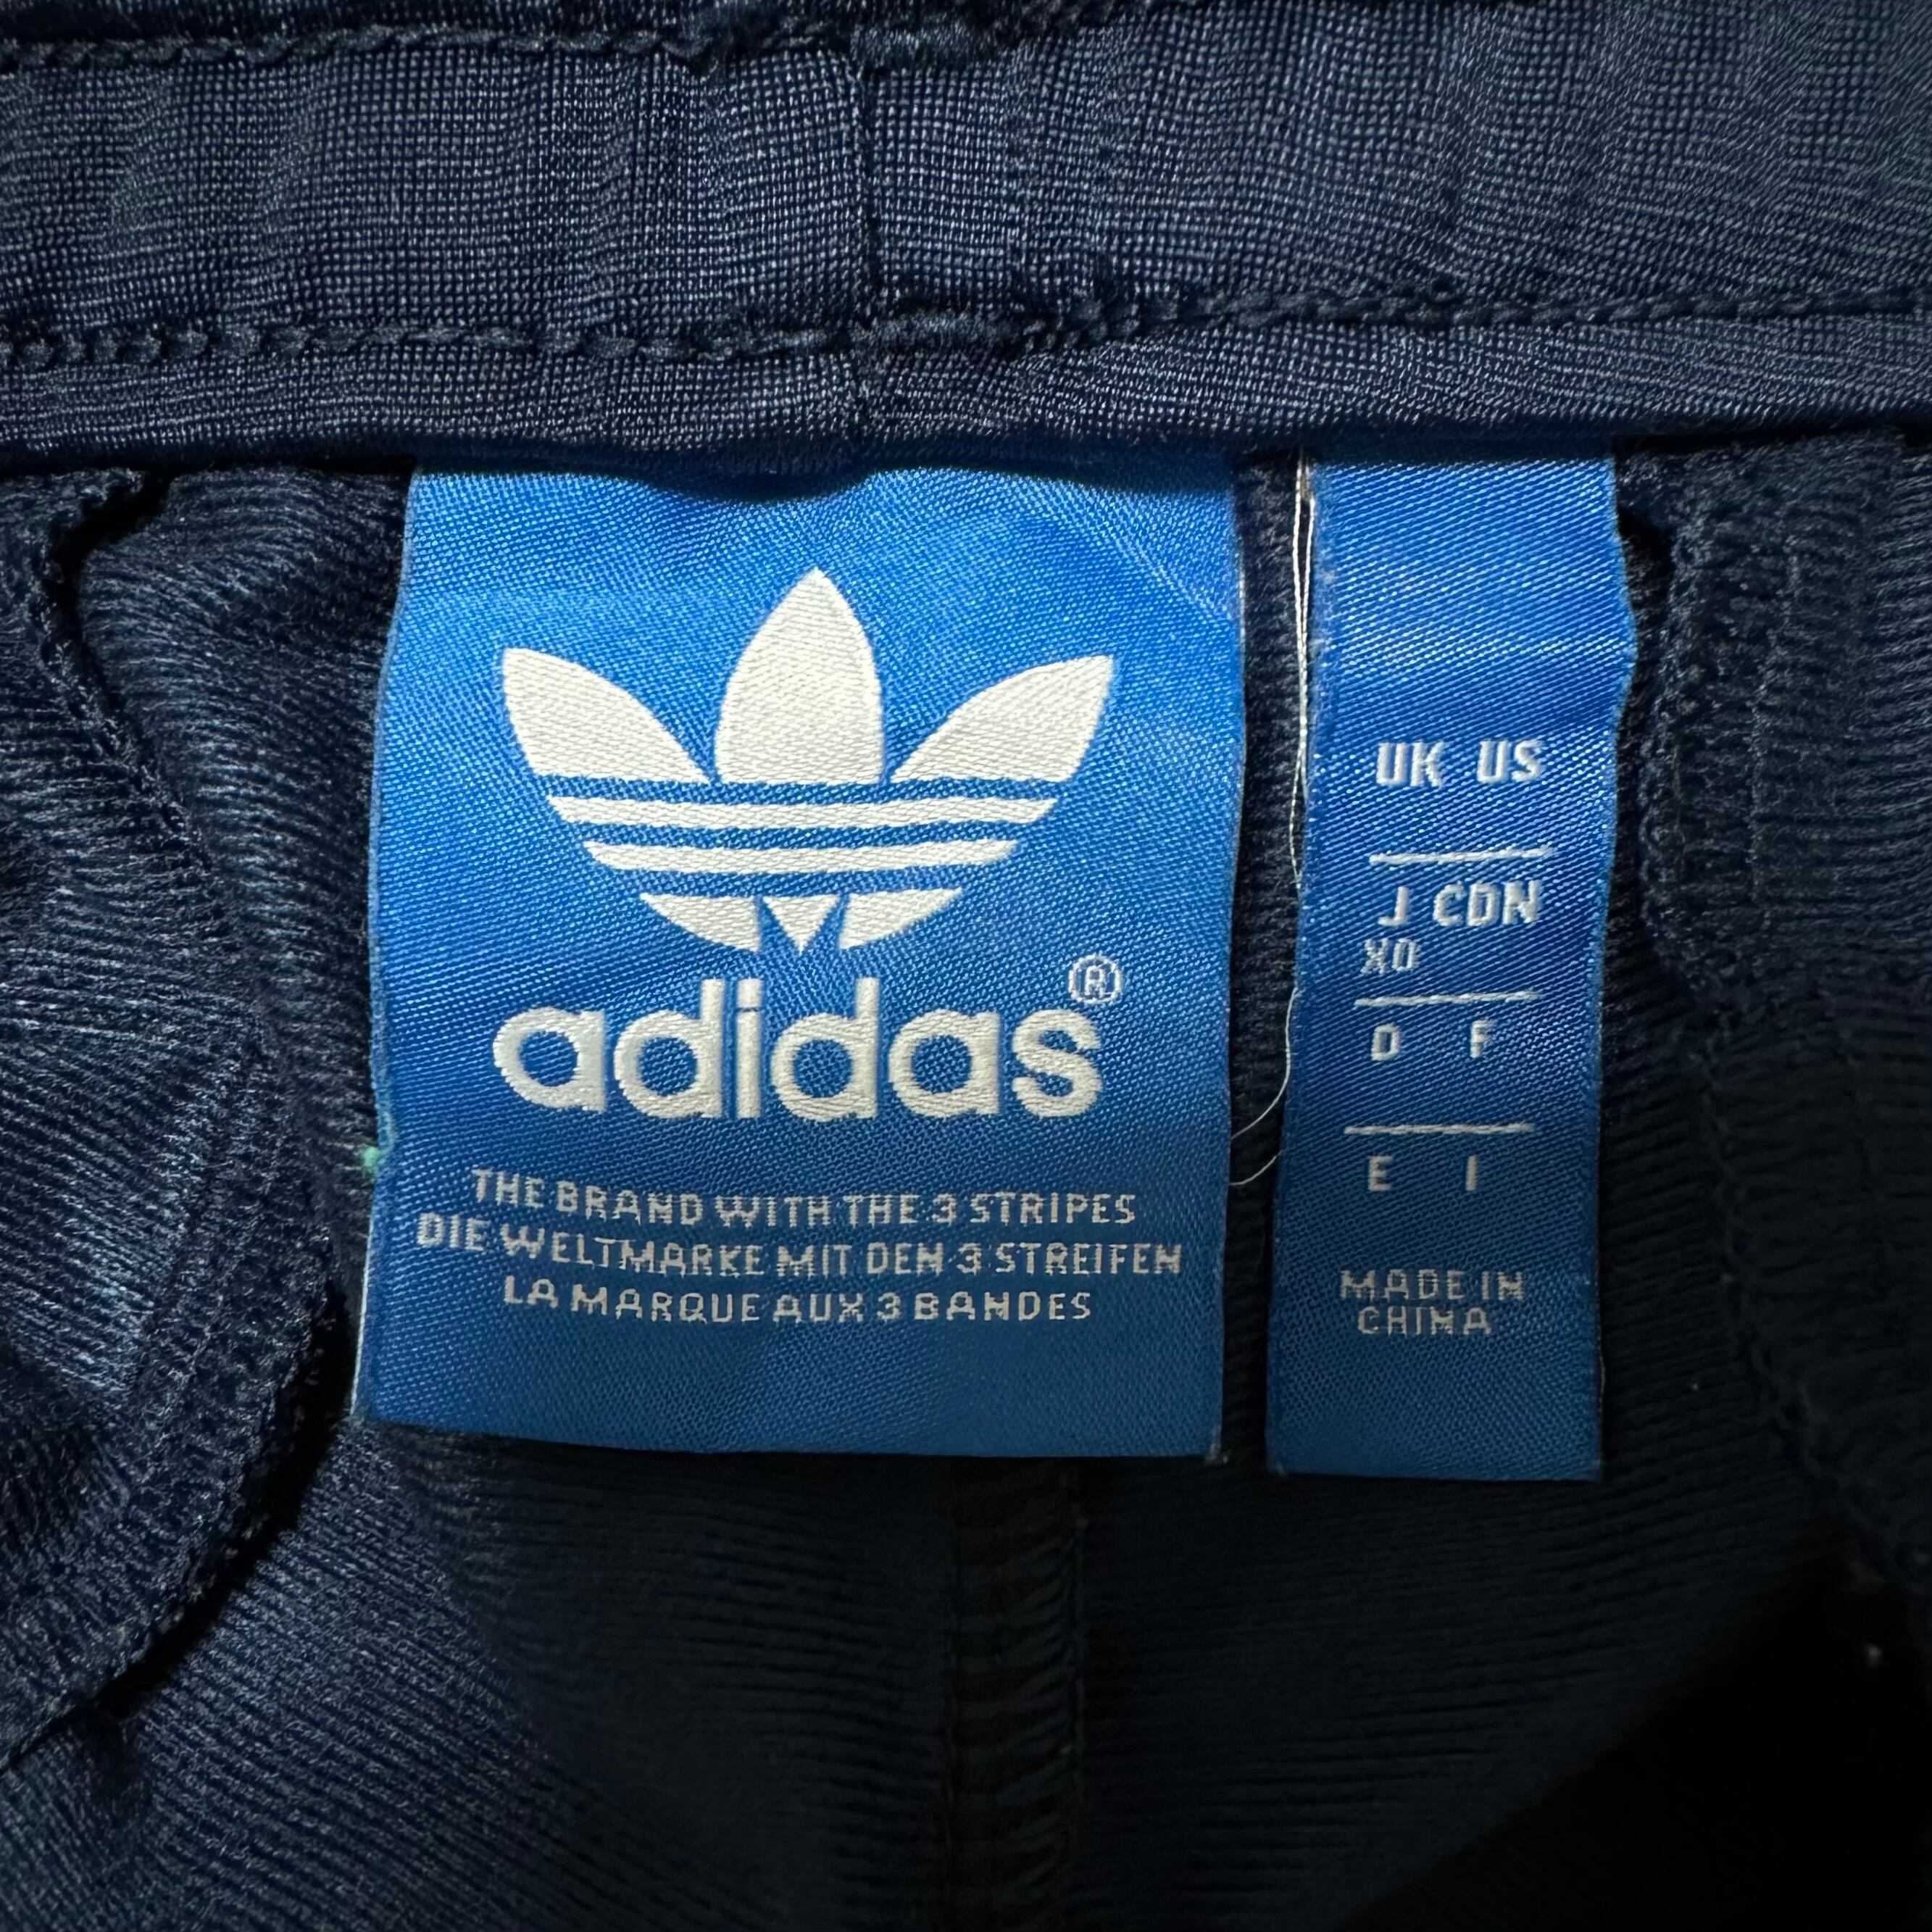 adidas®
THE BRAND WITH THE 3 STRIPES
DIE WELTMARKE MIT DEN 3 STREIFEN
LA MARQUE AUX 3 BANDES
UK US
J CDN
XO
D F
E I
MADE IN
CHINA